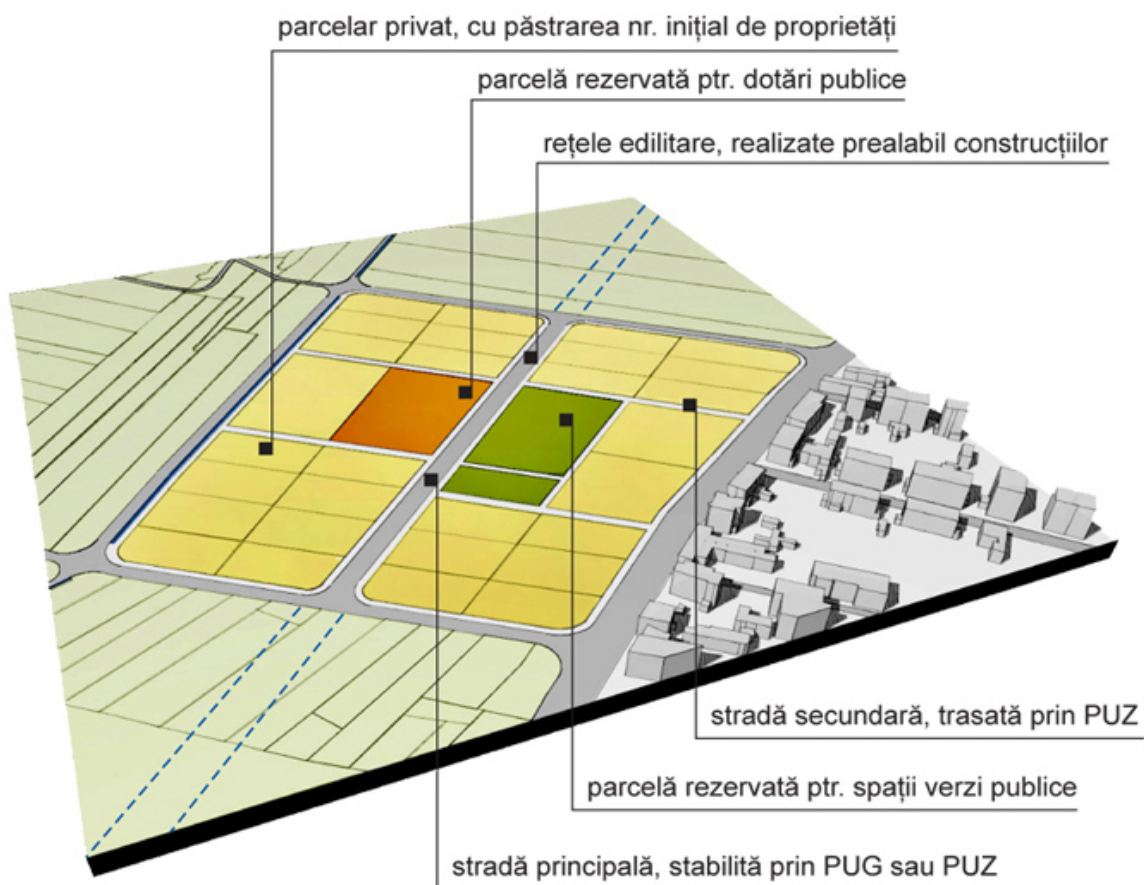 parcelar privat, cu păstrarea nr. inițial de proprietăți
parcelă rezervată ptr. dotări publice
rețele edilitare, realizate prealabil construcțiilor
stradă secundară, trasată prin PUZ
parcelă rezervată ptr. spații verzi publice
stradă principală, stabilită prin PUG sau PUZ